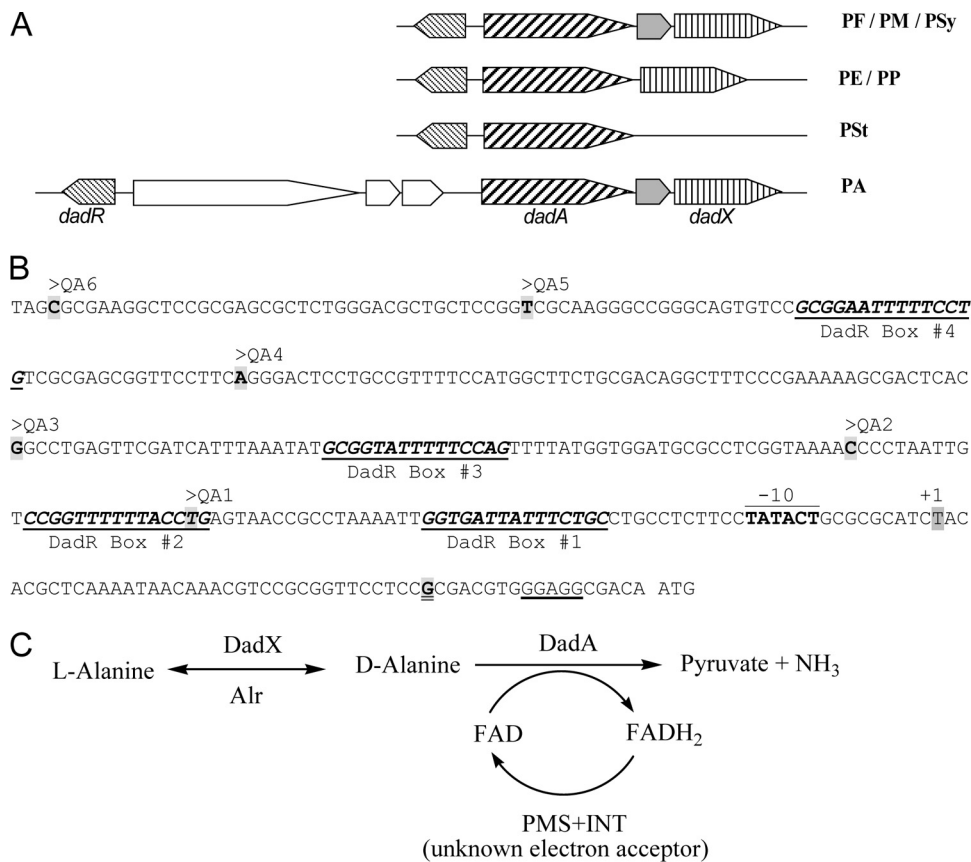 A
PF / PM / PSy
PE / PP
PSt
PA
dadR
dadA
dadX
B
>QA6
>QA5
TAGCGCGAAGGCTCCGCGAGCGCTCTGGGACGCTGCTCCGGTCGCAAGGGCCGGGCAGTGTCCGCGGAATTTTTCCT
DadR Box #4
>QA4
GTCGCGAGCGGTTCCTTCAGGGACTCCTGCCGTTTTCCATGGCTTCTGCGACAGGCTTTCCCGAAAAAGCGACTCAC
>QA3
>QA2
GGCCTGAGTTCGATCATTTAAATATGCGGTATTTTTCCAGTTTTATGGTGGATGCGCCTCGGTAAAACCCCTAATTG
DadR Box #3
>QA1
-10
+1
TCCGGTTTTTTACCTGAGTAACCGCCTAAAATTGGTGATTATTTCTGCCTGCCTCTTCCTATACTGCGCGCATCTAC
DadR Box #2
DadR Box #1
ACGCTCAAAATAACAAACGTCCGCGGTTCCTCCGCGACGTGGGAGGCGACA ATG
C
L-Alanine
DadX
Alr
D-Alanine
DadA
Pyruvate + NH₃
FAD
FADH₂
PMS+INT
(unknown electron acceptor)